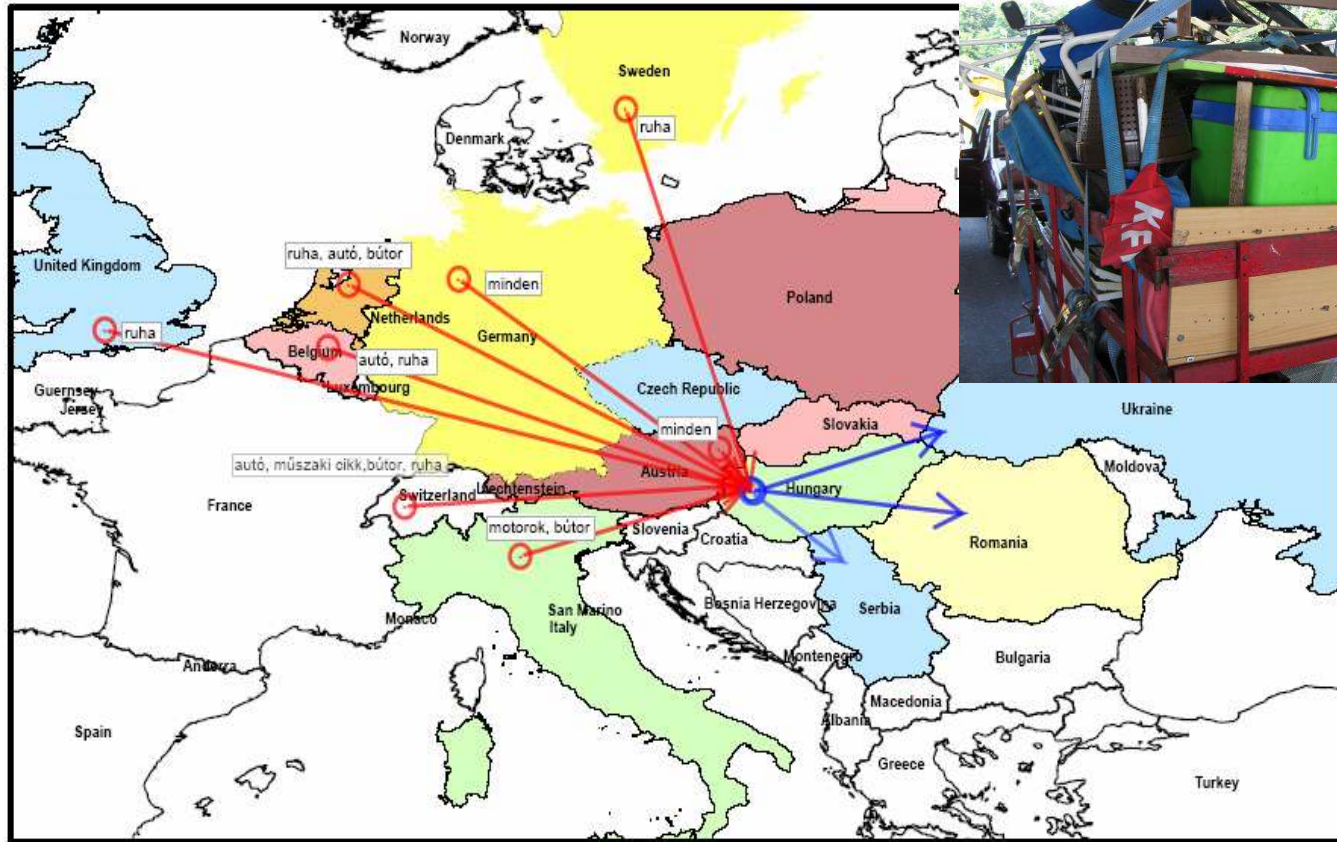 Norway
Sweden
ruha
Denmark
ruha, autó, bútor
United Kingdom
minden
Netherlands
Poland
ruha
Germany
Belgium
autó, ruha
Luxembourg
Czech Republic
Guernsey
Jersey
Ukraine
minden
Slovakia
autó, műszaki cikk,bútor, ruha
Austria
Moldova
Liechtenstein
Switzerland
Hungary
France
motorok, bútor
Slovenia
Croatia
Romania
Bosnia Herzegovina
Serbia
San Marino
Monaco
Italy
Montenegro
Bulgaria
Andorra
Macedonia
Albania
Spain
Greece
Turkey